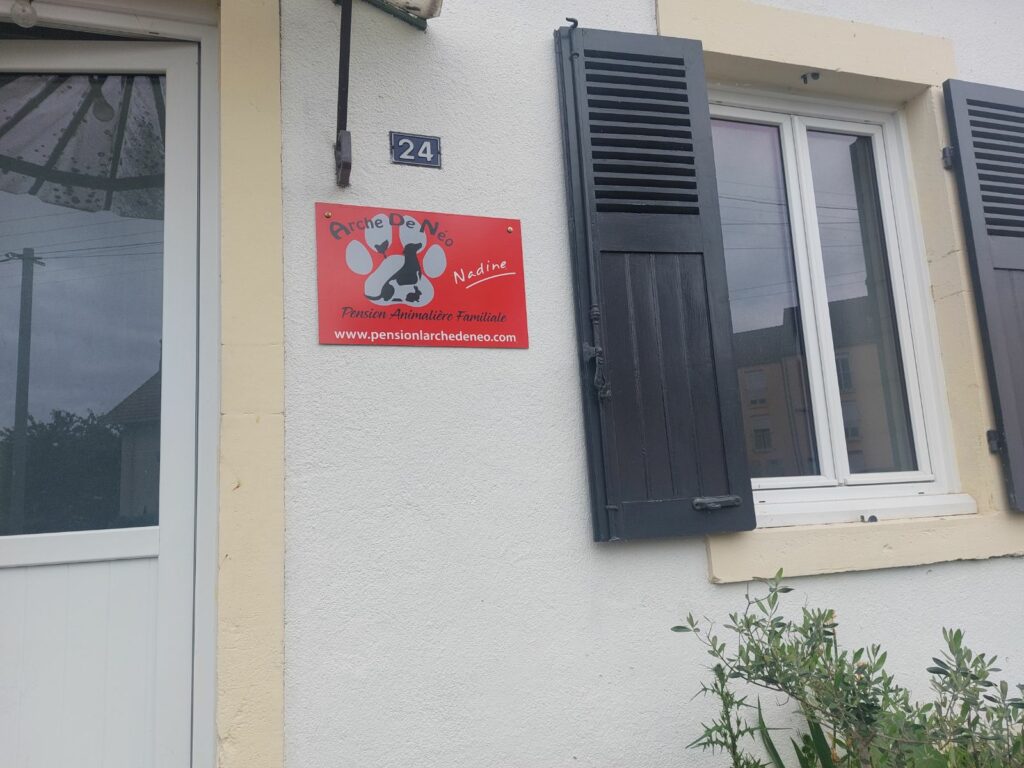 24
Arche De Néo
Nadine
Pension Animalière Familiale
www.pensionlarchedeneo.com